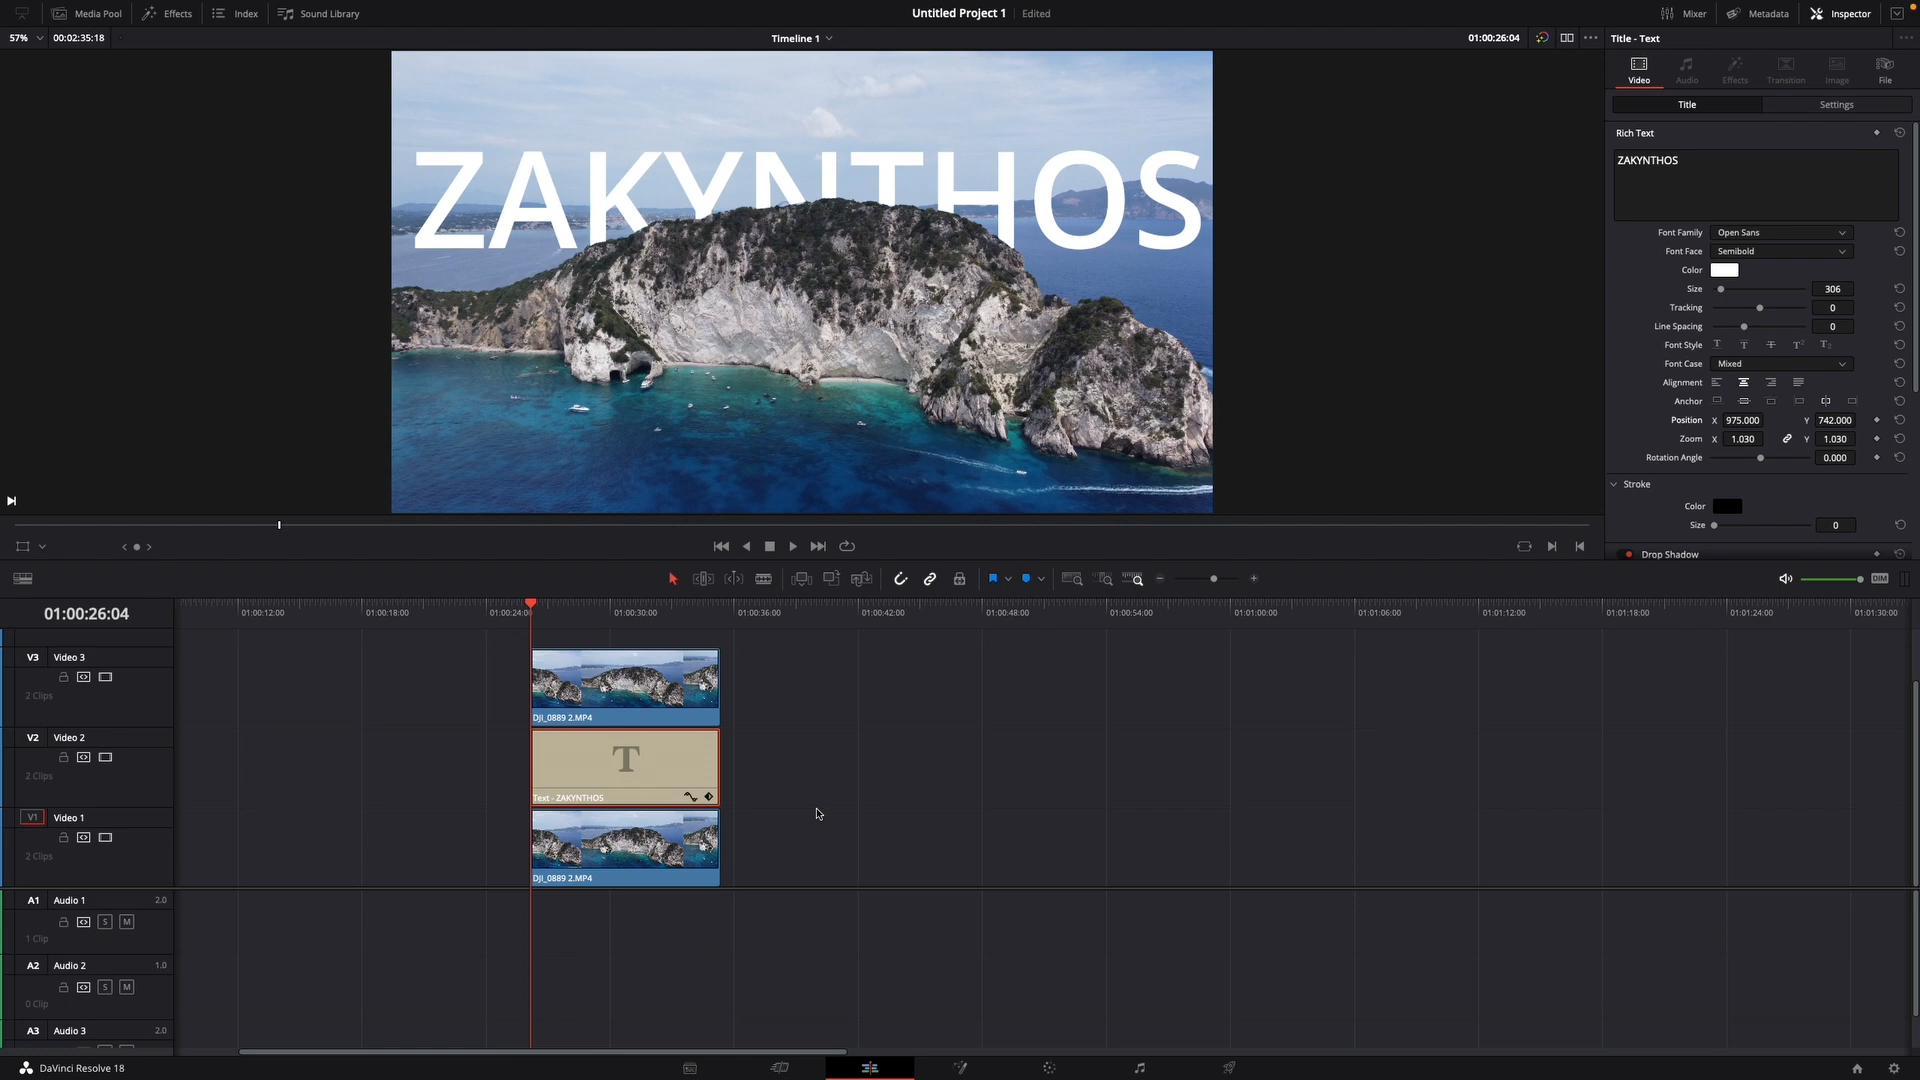 Media Pool Effects Index Sound Library Untitled Project 1 Edited Mixer Metadata Inspector
57% 00:02:35:18 Timeline 1 01:00:26:04 Title - Text
Video Audio Effects Transition Image File
Title Settings
Rich Text
ZAKYNTHOS
ZAKYNTHOS
Font Family Open Sans
Font Face Semibold
Color
Size 306
Tracking 0
Line Spacing 0
Font Style
Font Case Mixed
Alignment
Anchor
Position X 975.000 Y 742.000
Zoom X 1.030 Y 1.030
Rotation Angle 0.000
Stroke
Color
Size 0
Drop Shadow
DIM
01:00:26:04
01:00:12:00 01:00:18:00 01:00:24:00 01:00:30:00 01:00:36:00 01:00:42:00 01:00:48:00 01:00:54:00 01:01:00:00 01:01:06:00 01:01:12:00 01:01:18:00 01:01:24:00 01:01:30:00
V3 Video 3
2 Clips
DJI_0889 2.MP4
V2 Video 2
2 Clips
T
Text - ZAKYNTHOS
V1 Video 1
2 Clips
DJI_0889 2.MP4
A1 Audio 1 2.0
S M
1 Clip
A2 Audio 2 1.0
S M
0 Clip
A3 Audio 3 2.0
DaVinci Resolve 18